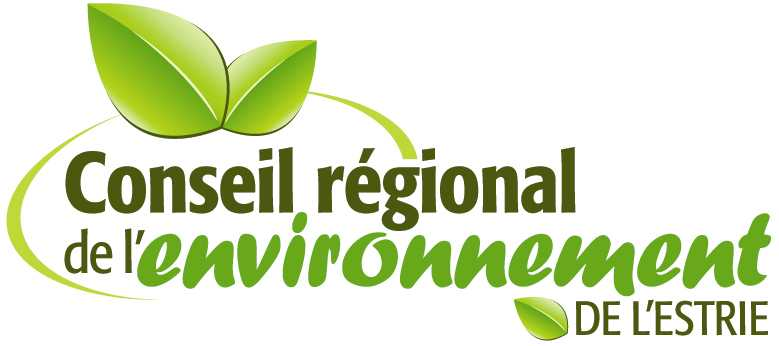 Conseil régional
de l'environnement
DE L'ESTRIE